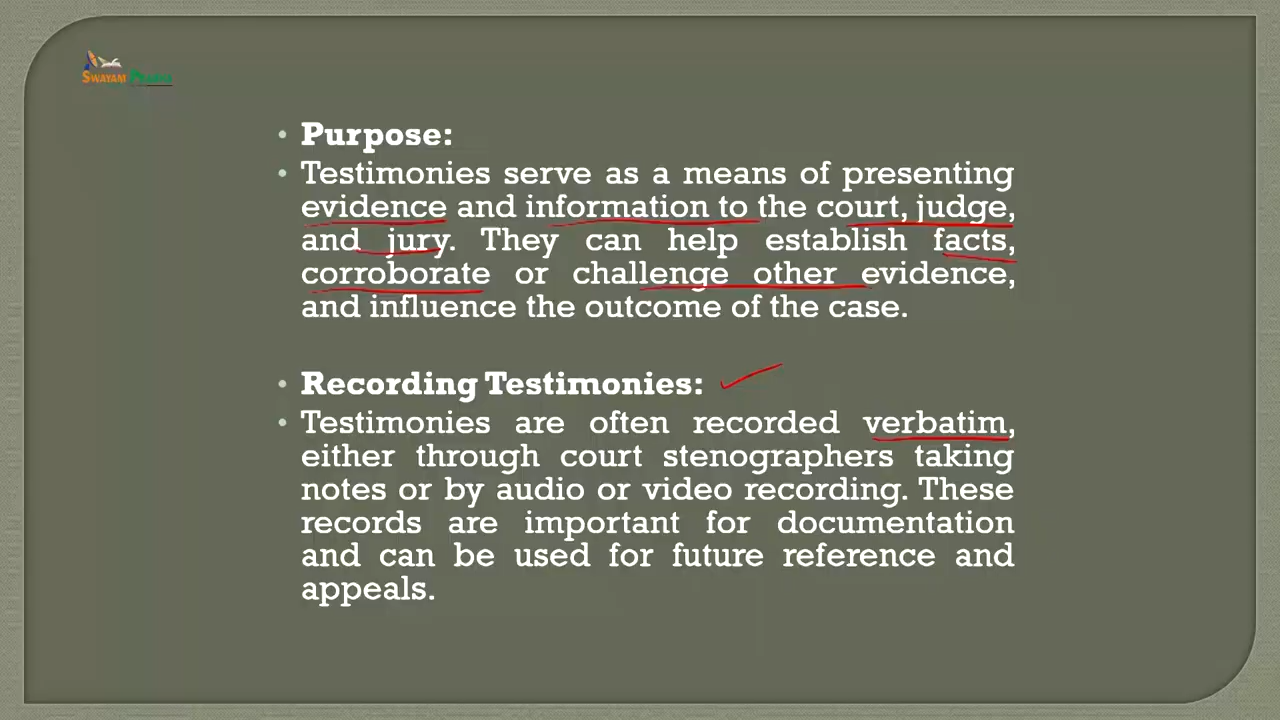 SWAYAM PRABHA
• Purpose:
• Testimonies serve as a means of presenting
evidence and information to the court, judge,
and jury. They can help establish facts,
corroborate or challenge other evidence,
and influence the outcome of the case.
• Recording Testimonies:
• Testimonies are often recorded verbatim,
either through court stenographers taking
notes or by audio or video recording. These
records are important for documentation
and can be used for future reference and
appeals.